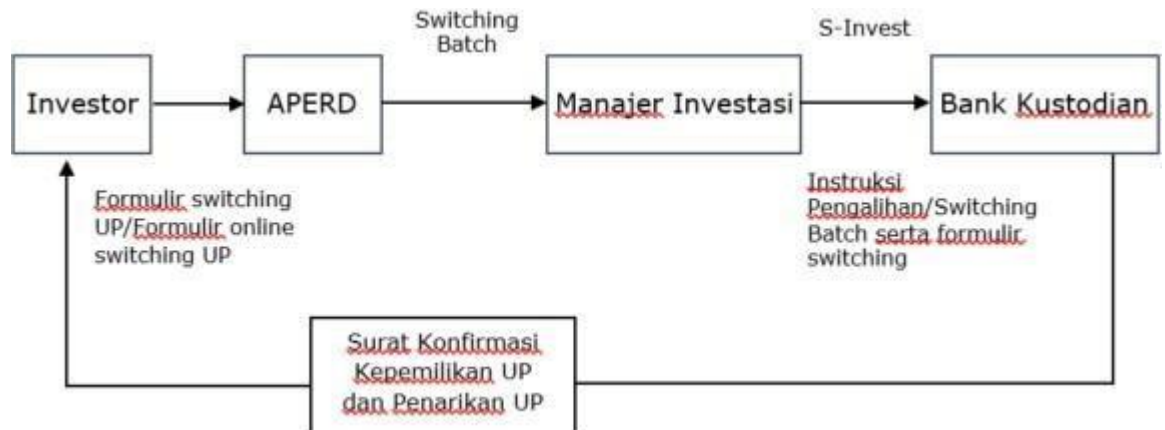 Switching
Batch
S-Invest
Investor
APERD
Manajer Investasi
Bank Kustodian
Formulir switching
UP/Formulir online
switching UP
Instruksi
Pengalihan/Switching
Batch serta formulir
switching
Surat Konfirmasi
Kepemilikan UP
dan Penarikan UP